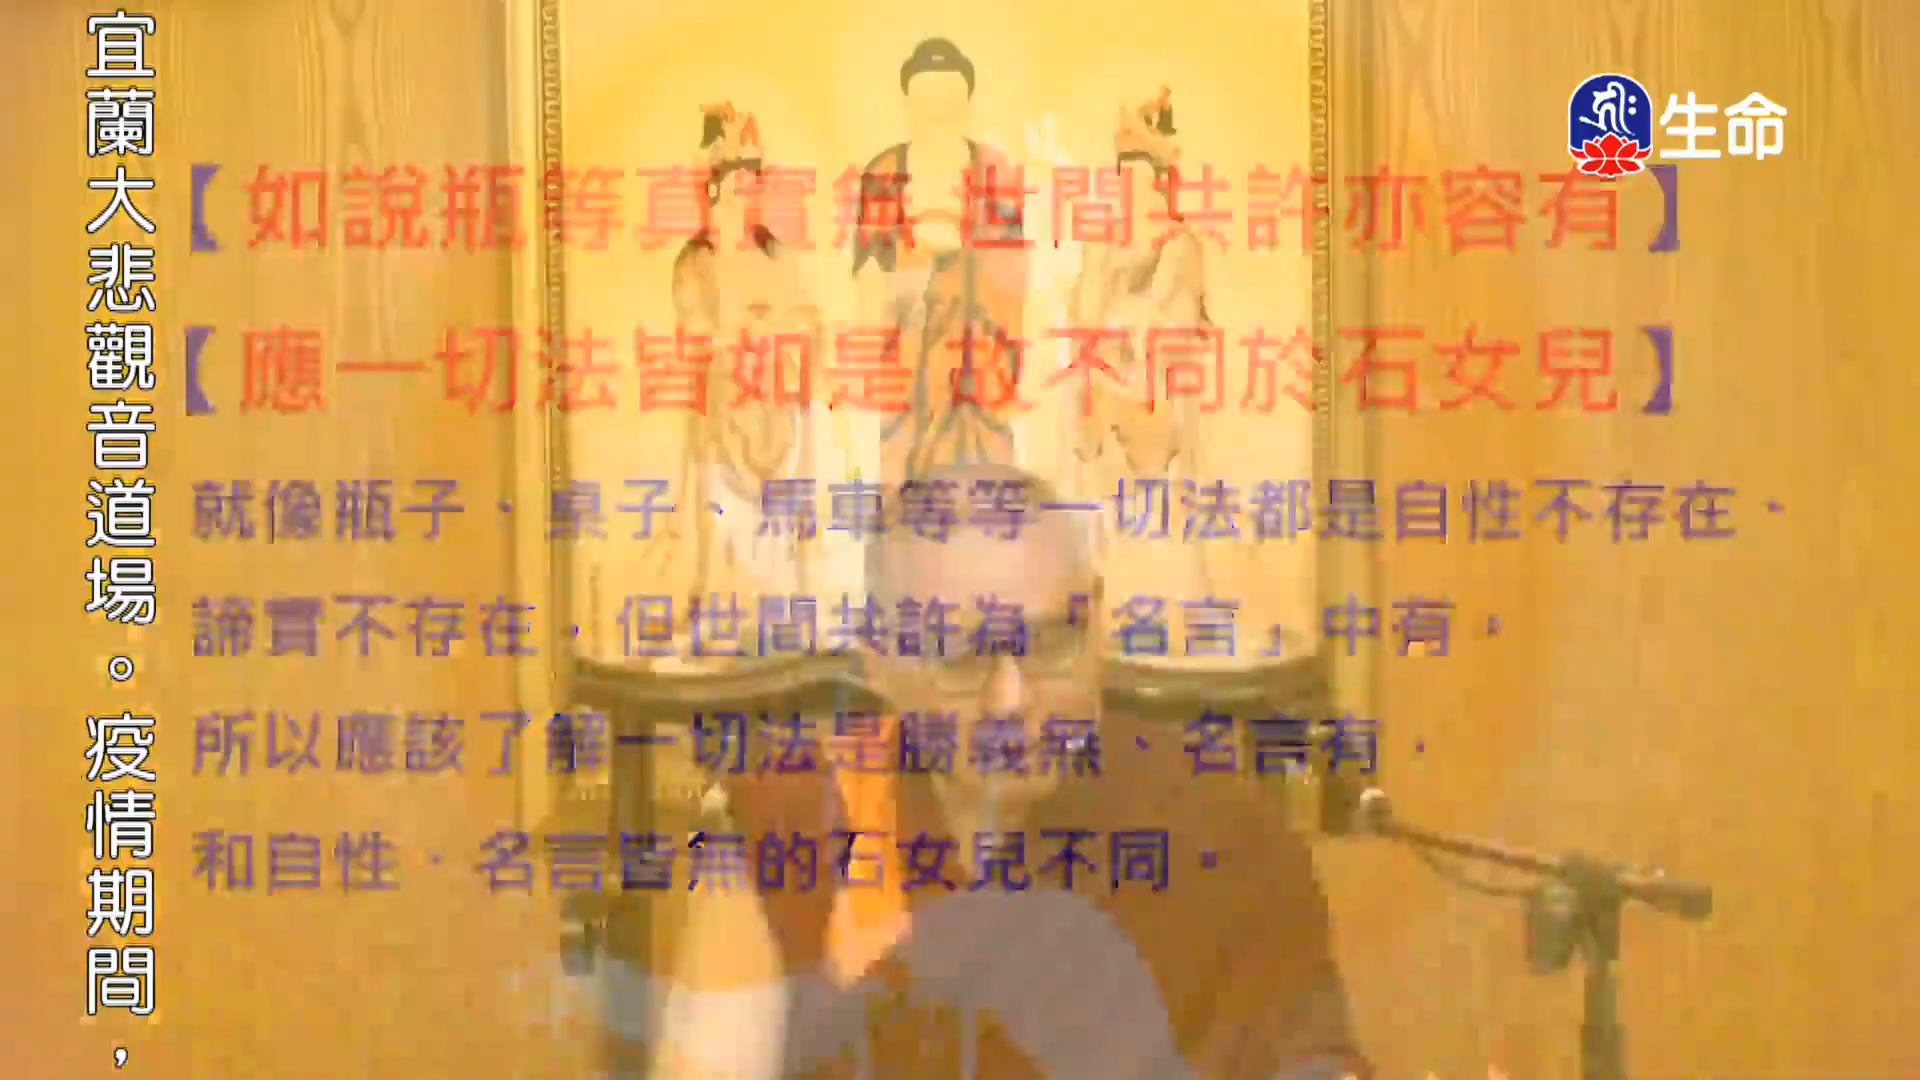 宜蘭大悲觀音道場。疫情期間，
生命
【如說瓶等真實無 世間共許亦容有】
【應一切法皆如是 故不同於石女兒】
就像瓶子、桌子、馬車等等一切法都是自性不存在、
諦實不存在，但世間共許為「名言」中有。
所以應該了解一切法是勝義無、名言有，
和自性、名言皆無的石女兒不同。